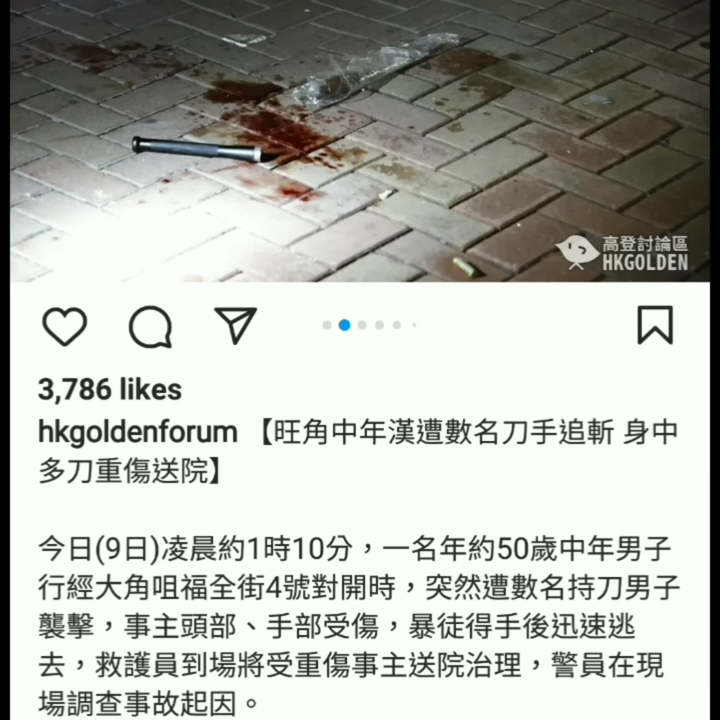 高登討論區
HKGOLDEN
3,786 likes
hkgoldenforum 【旺角中年漢遭數名刀手追斬 身中
多刀重傷送院】
今日(9日)凌晨約1時10分，一名年約50歲中年男子
行經大角咀福全街4號對開時，突然遭數名持刀男子
襲擊，事主頭部、手部受傷，暴徒得手後迅速逃
去，救護員到場將受重傷事主送院治理，警員在現
場調查事故起因。